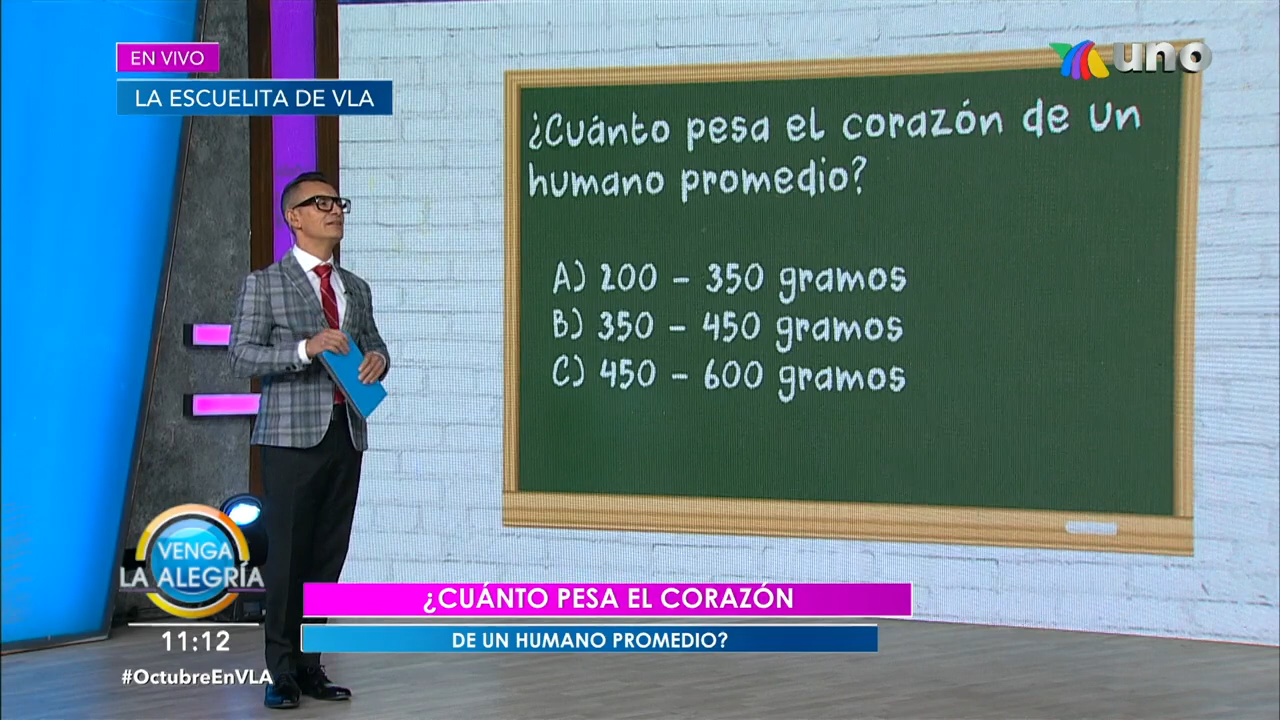 EN VIVO
LA ESCUELITA DE VLA
uno
¿Cuánto pesa el corazón de un
humano promedio?
A) 200 - 350 gramos
B) 350 - 450 gramos
C) 450 - 600 gramos
VENGA
LA ALEGRÍA
11:12
#OctubreEnVLA
¿CUÁNTO PESA EL CORAZÓN
DE UN HUMANO PROMEDIO?